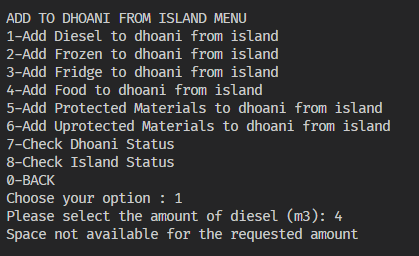 ADD TO DHOANI FROM ISLAND MENU
1-Add Diesel to dhoani from island
2-Add Frozen to dhoani from island
3-Add Fridge to dhoani from island
4-Add Food to dhoani from island
5-Add Protected Materials to dhoani from island
6-Add Uprotected Materials to dhoani from island
7-Check Dhoani Status
8-Check Island Status
0-BACK
Choose your option : 1
Please select the amount of diesel (m3): 4
Space not available for the requested amount